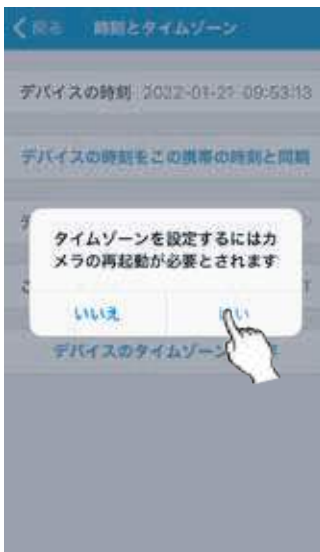 戻る 時刻とタイムゾーン
デバイスの時刻 2022-01-21 09:53:13
デバイスの時刻をこの携帯の時刻と同期
デ
タイムゾーンを設定するにはカ
メラの再起動が必要とされます
こ T
いいえ はい
デバイスのタイムゾーン